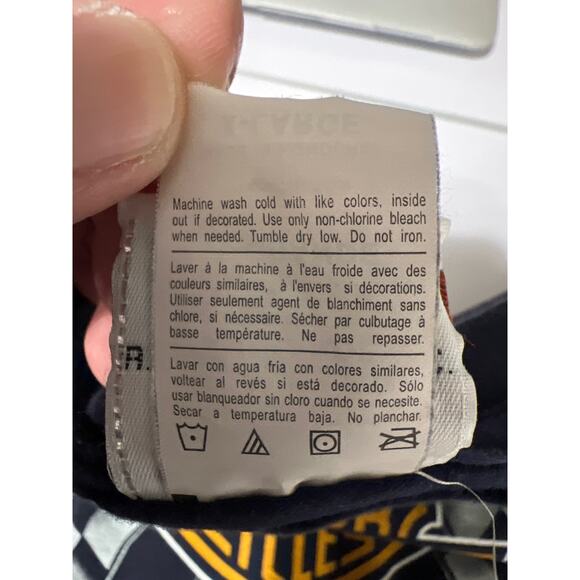 X-LARGE
Machine wash cold with like colors, inside
out if decorated. Use only non-chlorine bleach
when needed. Tumble dry low. Do not iron.
Laver á la machine à l'eau froide avec des
couleurs similaires, à l'envers si décorations.
Utiliser seulement agent de blanchiment sans
chlore, si nécessaire. Sécher par culbutage á
basse température. Ne pas repasser.
Lavar con agua fría con colores similares,
voltear al revés si está decorado. Sólo
usar blanqueador sin cloro cuando se necesite.
Secar a temperatura baja. No planchar.